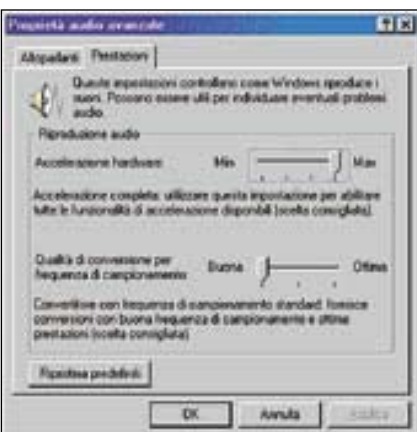 Proprietà audio avanzate
Altoparlanti Prestazioni
Queste impostazioni controllano come Windows riproduce i
suoni. Possono essere utili per individuare eventuali problemi
audio.
Riproduzione audio
Accelerazione hardware: Min Max
Accelerazione completa: utilizzare questa impostazione per abilitare
tutte le funzionalità di accelerazione disponibili (scelta consigliata).
Qualità di conversione per
frequenza di campionamento: Buona Ottima
Convertitore con frequenza di campionamento standard: fornisce
conversioni con buona frequenza di campionamento e ottime
prestazioni (scelta consigliata)
Ripristina predefiniti
OK Annulla Applica